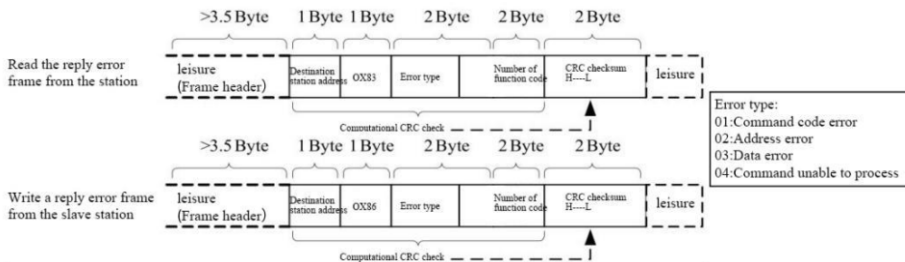 >3.5 Byte 1 Byte 1 Byte 2 Byte 2 Byte 2 Byte
Read the reply error
frame from the station
leisure
(Frame header)
Destination
station address
OX83
Error type
Number of
function code
CRC checksum
H----L
leisure
Computational CRC check
Error type:
01:Command code error
02:Address error
03:Data error
04:Command unable to process
>3.5 Byte 1 Byte 1 Byte 2 Byte 2 Byte 2 Byte
Write a reply error frame
from the slave station
leisure
(Frame header)
Destination
station address
OX86
Error type
Number of
function code
CRC checksum
H----L
leisure
Computational CRC check